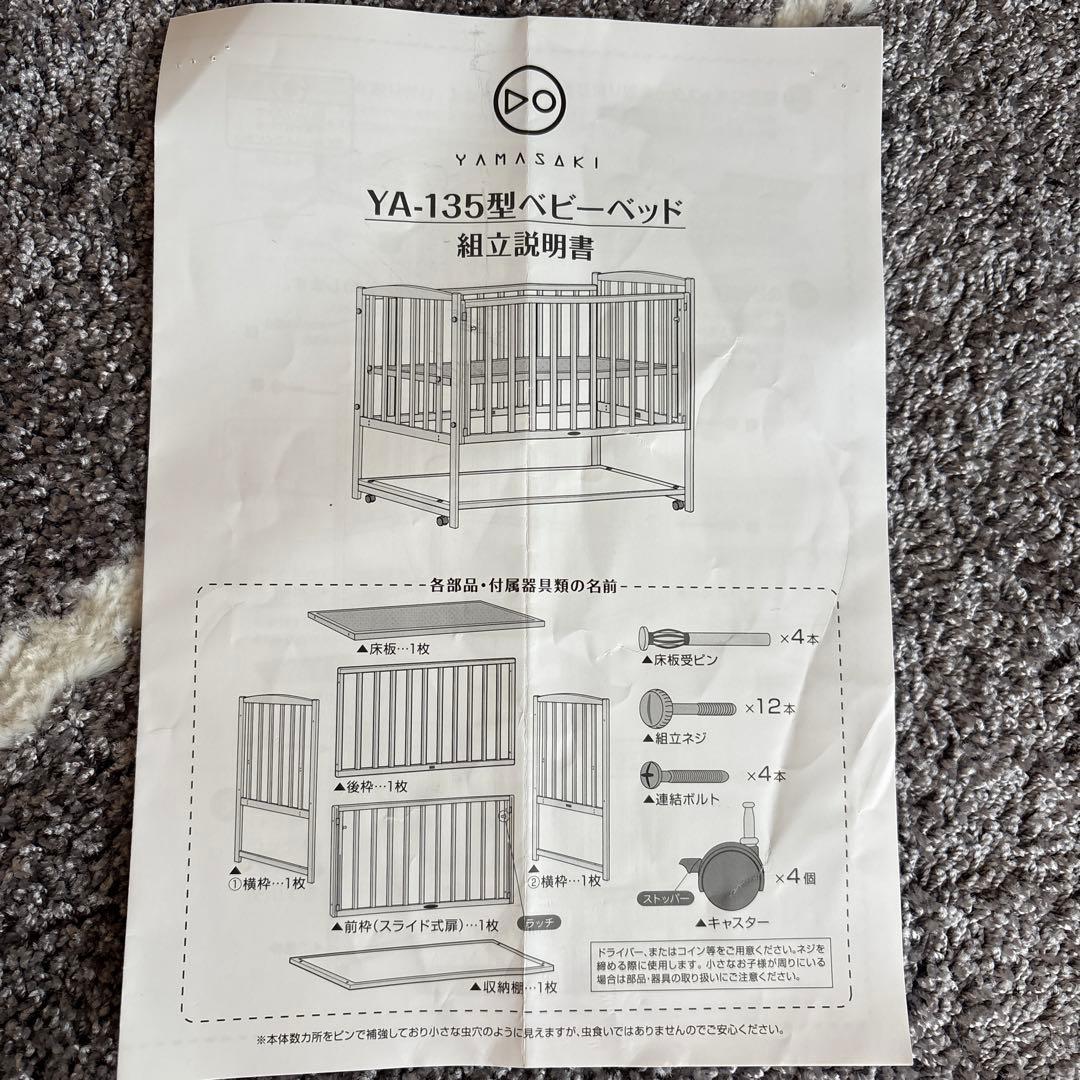 YAMASAKI
YA-135型ベビーベッド
組立説明書
各部品・付属器具類の名前
▲床板…1枚
▲後枠…1枚
▲
①横枠…1枚
▲
②横枠…1枚
▲前枠(スライド式扉)…1枚
ラッチ
▲収納棚…1枚
×4本
▲床板受ピン
×12本
▲組立ネジ
×4本
▲連結ボルト
×4個
ストッパー
▲キャスター
ドライバー、またはコイン等をご用意ください。ネジを
締める際に使用します。小さなお子様が周りにいる
場合は部品・器具の取り扱いにご注意ください。
※本体数カ所をピンで補強しており小さな虫穴のように見えますが、虫食いではありませんのでご安心ください。